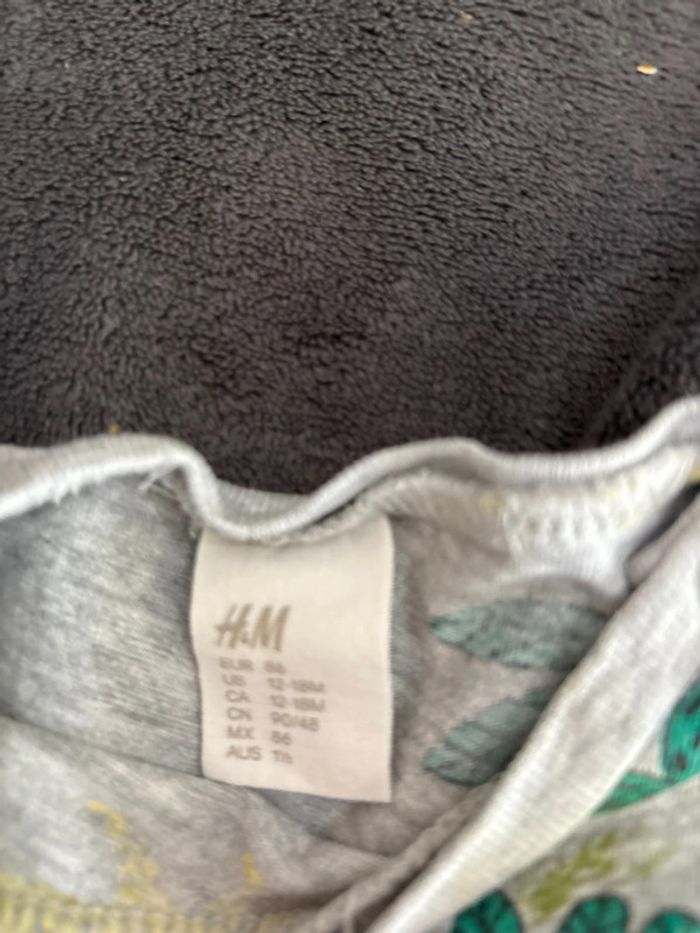 H&M
EUR 86
US 12-18M
CA 12-18M
CN 90/48
MX 86
AUS 1½